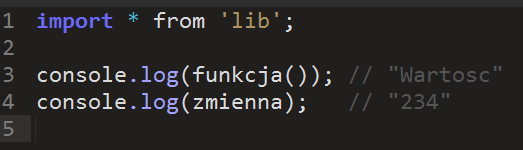 1 import * from 'lib';
2
3 console.log(funkcja()); // "Wartosc"
4 console.log(zmienna);   // "234"
5